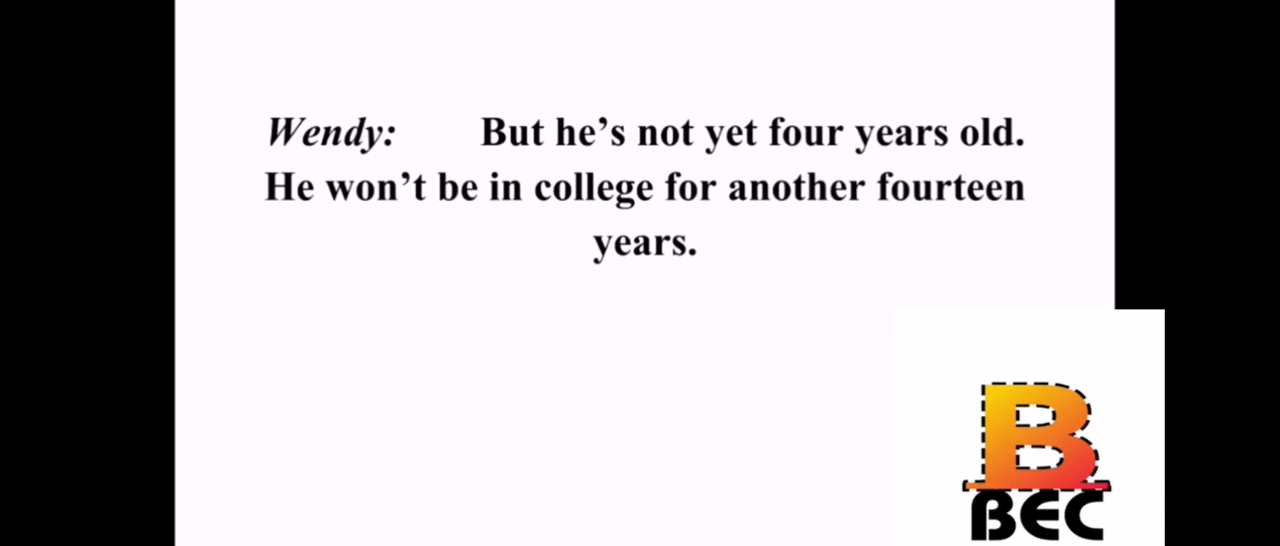 Wendy: But he’s not yet four years old.
He won’t be in college for another fourteen
years.
B
BEC